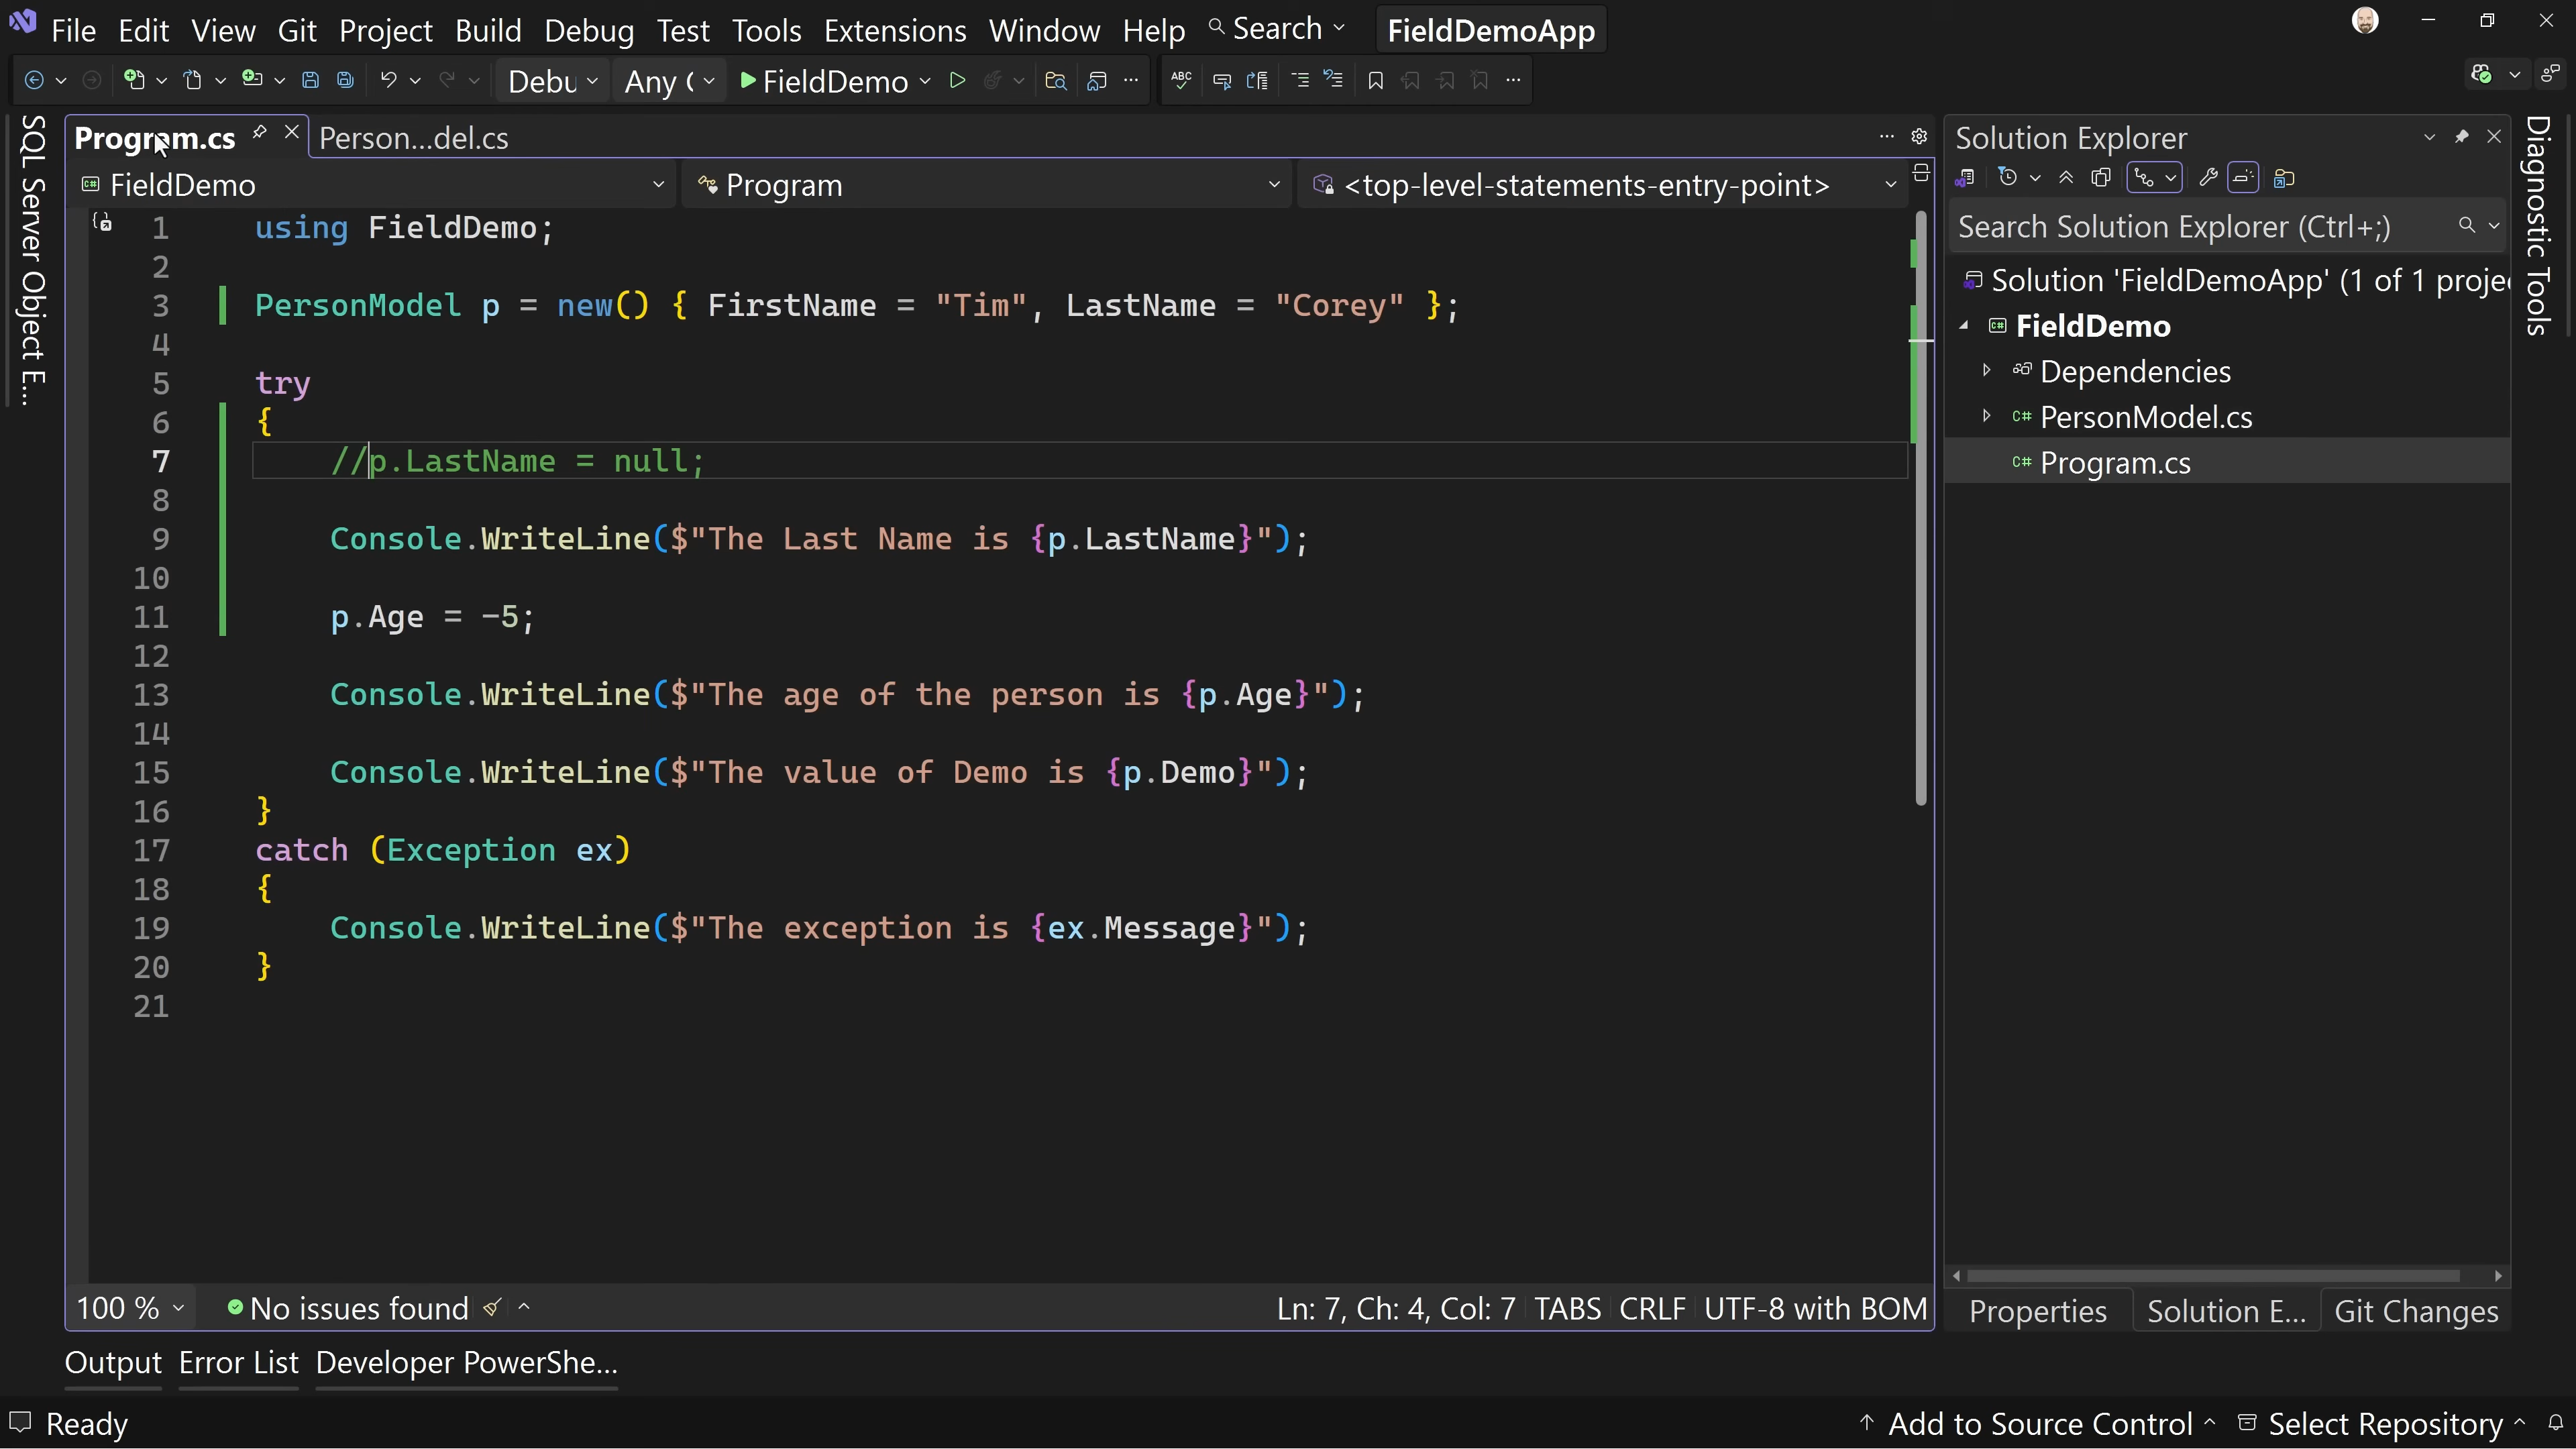 File Edit View Git Project Build Debug Test Tools Extensions Window Help Search FieldDemoApp
Debu Any C FieldDemo
SQL Server Object E...
Program.cs Person...del.cs
FieldDemo Program <top-level-statements-entry-point>
1 using FieldDemo;
2
3 PersonModel p = new() { FirstName = "Tim", LastName = "Corey" };
4
5 try
6 {
7 //p.LastName = null;
8
9 Console.WriteLine($"The Last Name is {p.LastName}");
10
11 p.Age = -5;
12
13 Console.WriteLine($"The age of the person is {p.Age}");
14
15 Console.WriteLine($"The value of Demo is {p.Demo}");
16 }
17 catch (Exception ex)
18 {
19 Console.WriteLine($"The exception is {ex.Message}");
20 }
21
100 % No issues found Ln: 7, Ch: 4, Col: 7 TABS CRLF UTF-8 with BOM
Solution Explorer
Search Solution Explorer (Ctrl+;)
Solution 'FieldDemoApp' (1 of 1 proje
C# FieldDemo
Dependencies
C# PersonModel.cs
C# Program.cs
Properties Solution E... Git Changes
Diagnostic Tools
Output Error List Developer PowerShe...
Ready Add to Source Control Select Repository